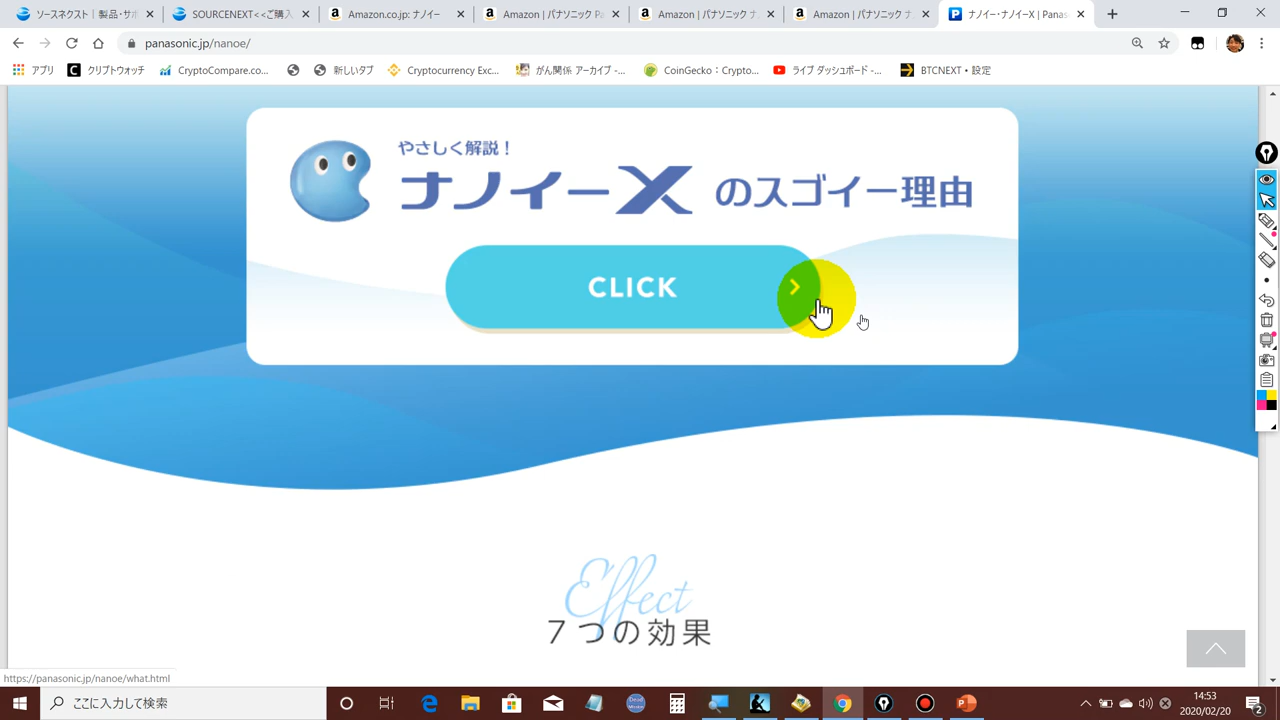 ソースネクスト | 製品・サポ
SOURCENEXT<<ご購入
Amazon.co.jp: ナノイー
Amazon | パナソニック Pa
Amazon | パナソニック ナ
Amazon | パナソニック ナ
ナノイー・ナノイーX | Panas
panasonic.jp/nanoe/
アプリ
クリプトウォッチ
CryptoCompare.co...
新しいタブ
Cryptocurrency Exc...
がん関係 アーカイブ -...
CoinGecko：Crypto...
ライブ ダッシュボード -...
BTCNEXT・設定
やさしく解説！
ナノイーX のスゴイー理由
CLICK
Effect
７つの効果
https://panasonic.jp/nanoe/what.html
ここに入力して検索
14:53
2020/02/20
2